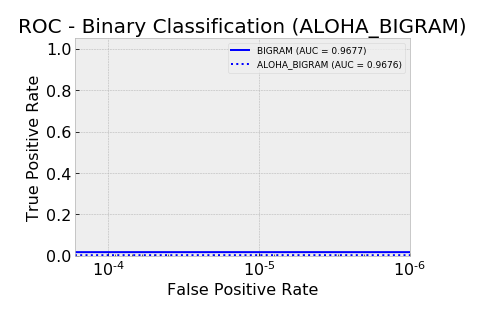 ROC - Binary Classification (ALOHA_BIGRAM)
BIGRAM (AUC = 0.9677)
ALOHA_BIGRAM (AUC = 0.9676)
True Positive Rate
1.0
0.8
0.6
0.4
0.2
0.0
10^-4 10^-5 10^-6
False Positive Rate